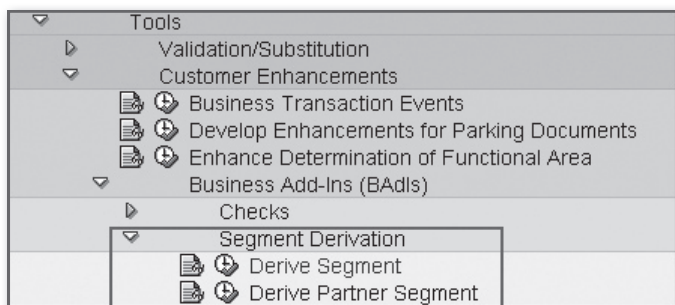 Tools
Validation/Substitution
Customer Enhancements
Business Transaction Events
Develop Enhancements for Parking Documents
Enhance Determination of Functional Area
Business Add-Ins (BAdIs)
Checks
Segment Derivation
Derive Segment
Derive Partner Segment